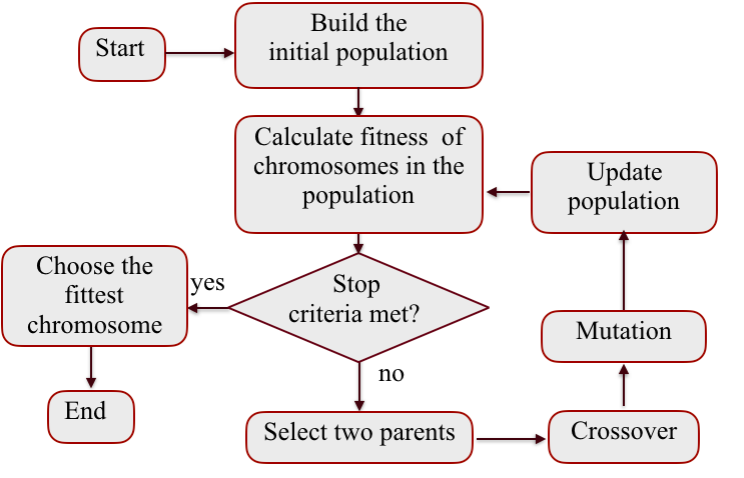 Start
Build the
initial population
Calculate fitness of
chromosomes in the
population
Update
population
Choose the
fittest
chromosome
yes
Stop
criteria met?
no
Mutation
End
Select two parents
Crossover